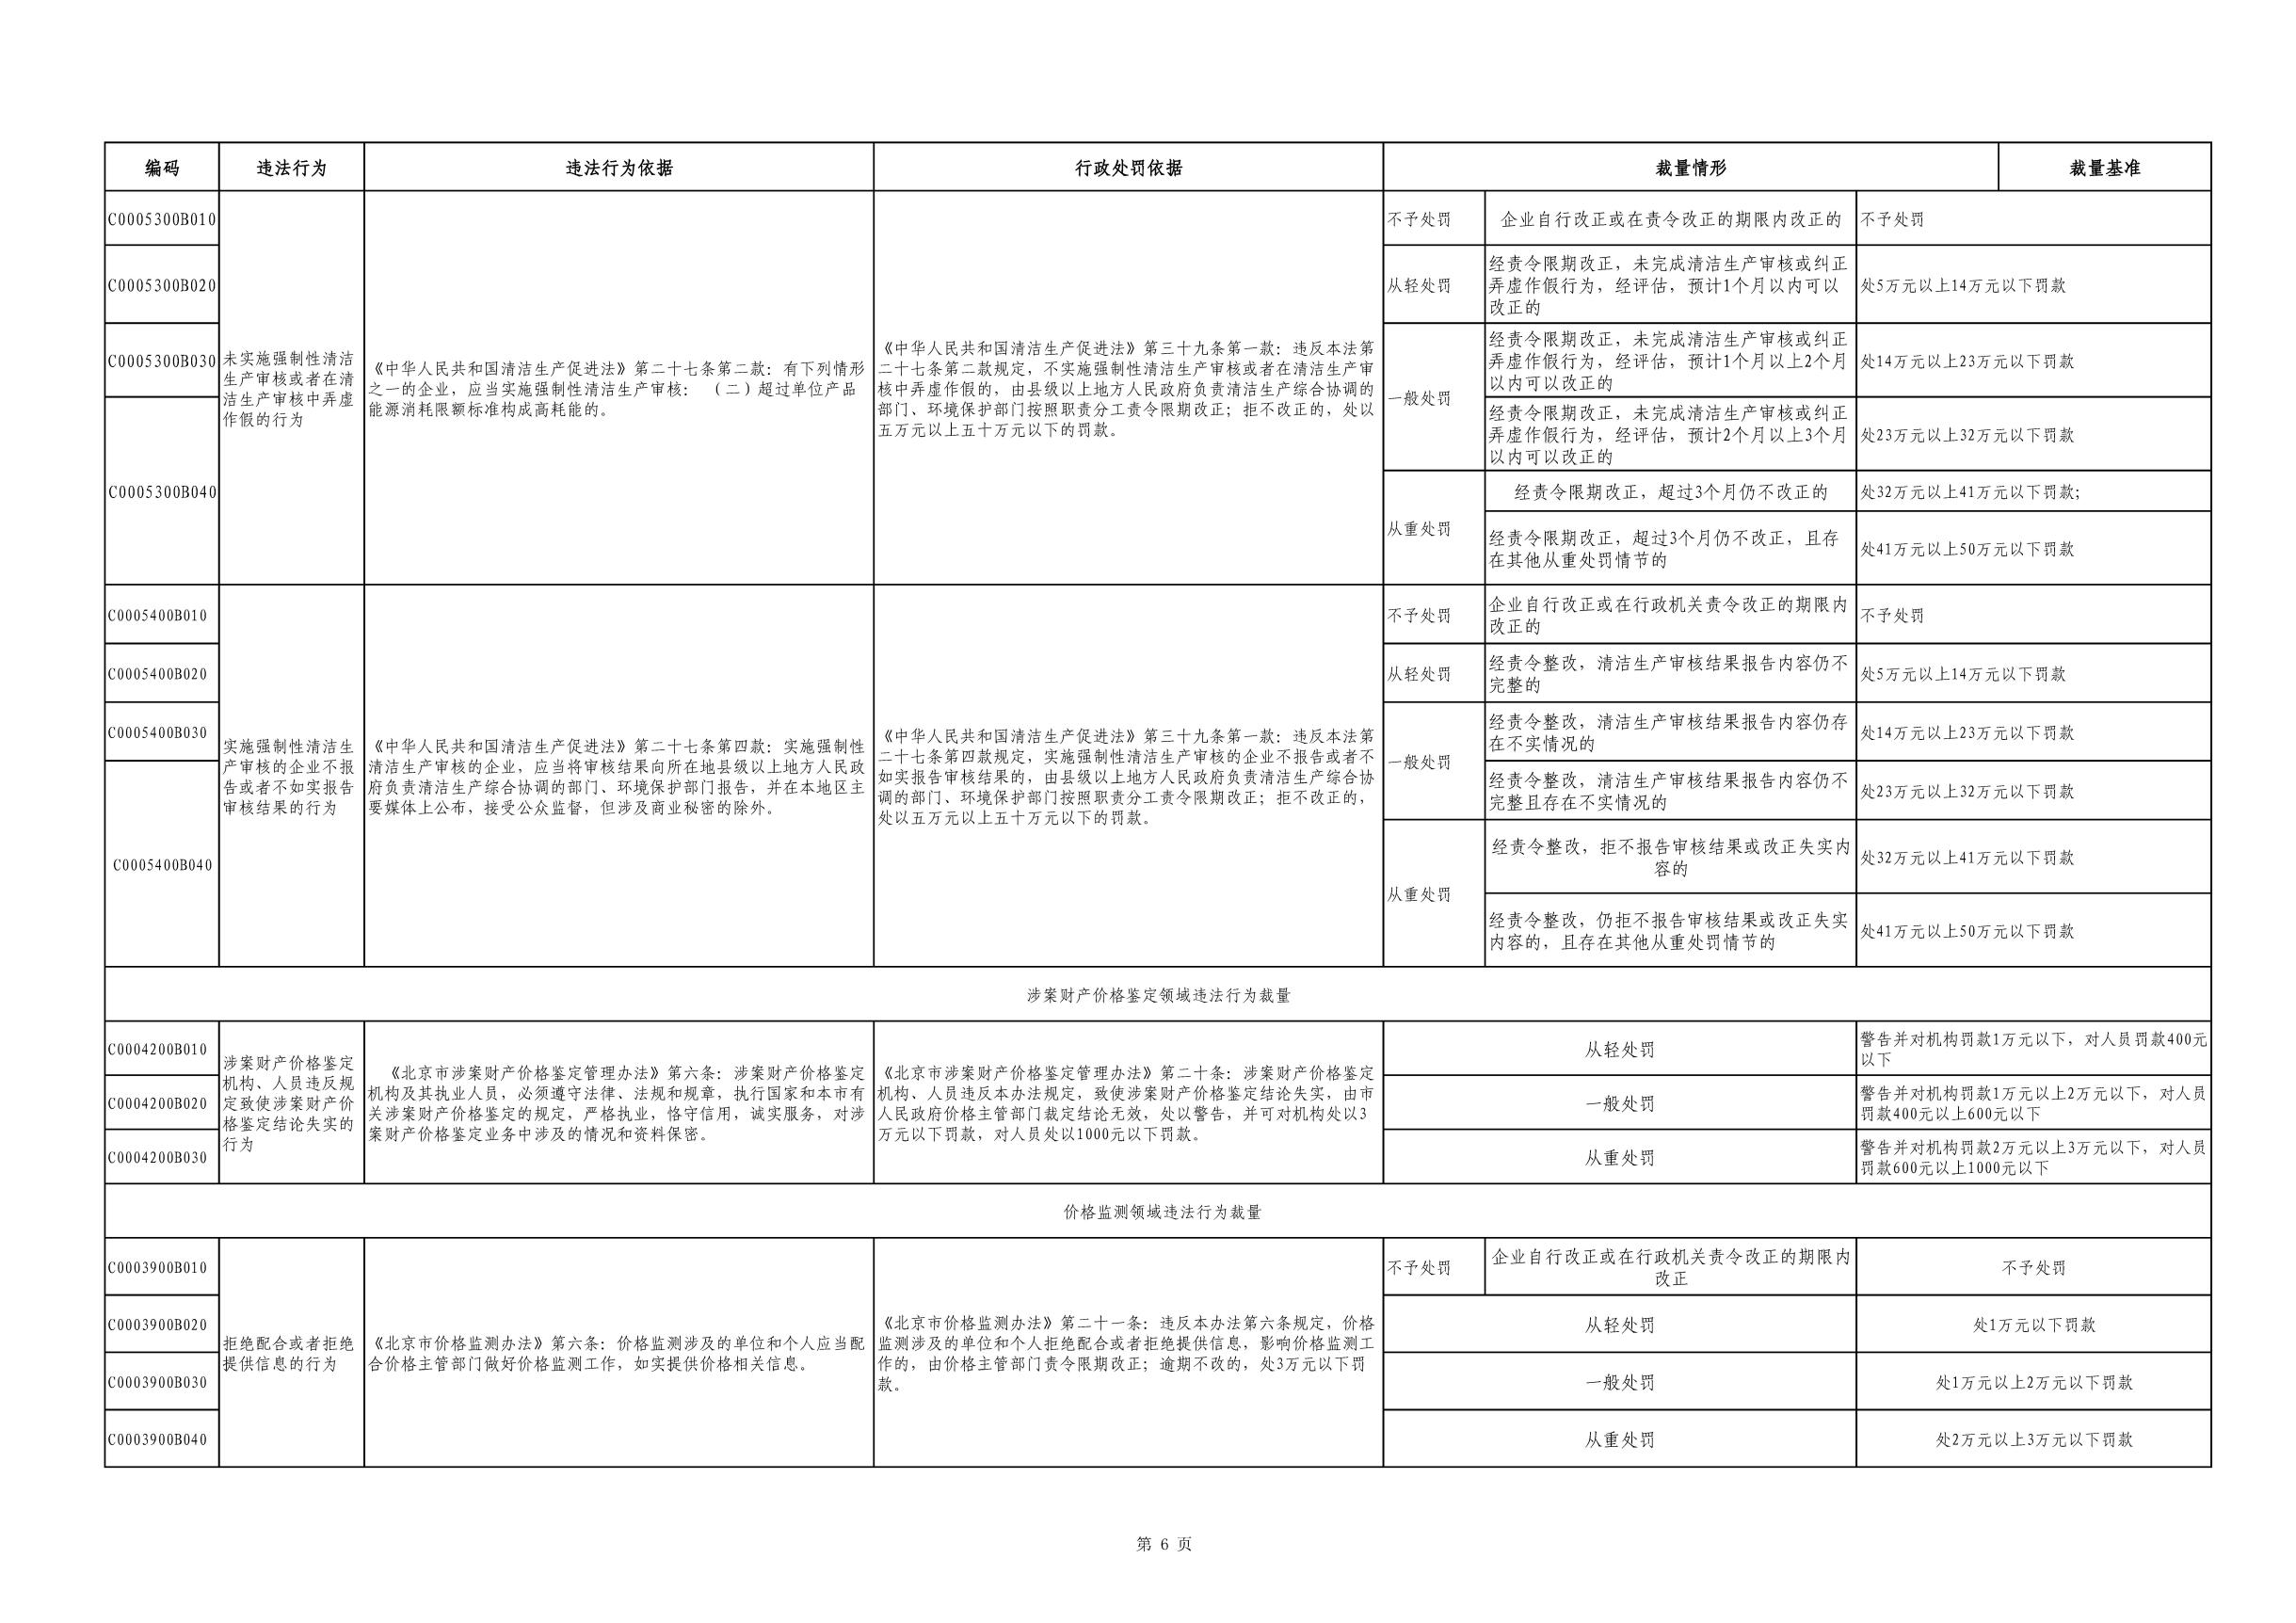 编码 违法行为 违法行为依据 行政处罚依据 裁量情形 裁量基准
C0005300B010
C0005300B020
C0005300B030
C0005300B040
未实施强制性清洁
生产审核或者在清
洁生产审核中弄虚
作假的行为
《中华人民共和国清洁生产促进法》第二十七条第二款：有下列情形
之一的企业，应当实施强制性清洁生产审核： （二）超过单位产品
能源消耗限额标准构成高耗能的。
《中华人民共和国清洁生产促进法》第三十九条第一款：违反本法第
二十七条第二款规定，不实施强制性清洁生产审核或者在清洁生产审
核中弄虚作假的，由县级以上地方人民政府负责清洁生产综合协调的
部门、环境保护部门按照职责分工责令限期改正；拒不改正的，处以
五万元以上五十万元以下的罚款。
不予处罚 企业自行改正或在责令改正的期限内改正的 不予处罚
从轻处罚
经责令限期改正，未完成清洁生产审核或纠正
弄虚作假行为，经评估，预计1个月以内可以
改正的
处5万元以上14万元以下罚款
一般处罚
经责令限期改正，未完成清洁生产审核或纠正
弄虚作假行为，经评估，预计1个月以上2个月
以内可以改正的
处14万元以上23万元以下罚款
经责令限期改正，未完成清洁生产审核或纠正
弄虚作假行为，经评估，预计2个月以上3个月
以内可以改正的
处23万元以上32万元以下罚款
从重处罚
经责令限期改正，超过3个月仍不改正的 处32万元以上41万元以下罚款；
经责令限期改正，超过3个月仍不改正，且存
在其他从重处罚情节的
处41万元以上50万元以下罚款
C0005400B010
C0005400B020
C0005400B030
C0005400B040
实施强制性清洁生
产审核的企业不报
告或者不如实报告
审核结果的行为
《中华人民共和国清洁生产促进法》第二十七条第四款：实施强制性
清洁生产审核的企业，应当将审核结果向所在地县级以上地方人民政
府负责清洁生产综合协调的部门、环境保护部门报告，并在本地区主
要媒体上公布，接受公众监督，但涉及商业秘密的除外。
《中华人民共和国清洁生产促进法》第三十九条第一款：违反本法第
二十七条第四款规定，实施强制性清洁生产审核的企业不报告或者不
如实报告审核结果的，由县级以上地方人民政府负责清洁生产综合协
调的部门、环境保护部门按照职责分工责令限期改正；拒不改正的，
处以五万元以上五十万元以下的罚款。
不予处罚
企业自行改正或在行政机关责令改正的期限内
改正的
不予处罚
从轻处罚
经责令整改，清洁生产审核结果报告内容仍不
完整的
处5万元以上14万元以下罚款
一般处罚
经责令整改，清洁生产审核结果报告内容仍存
在不实情况的
处14万元以上23万元以下罚款
经责令整改，清洁生产审核结果报告内容仍不
完整且存在不实情况的
处23万元以上32万元以下罚款
从重处罚
经责令整改，拒不报告审核结果或改正失实内
容的
处32万元以上41万元以下罚款
经责令整改，仍拒不报告审核结果或改正失实
内容的，且存在其他从重处罚情节的
处41万元以上50万元以下罚款
涉案财产价格鉴定领域违法行为裁量
C0004200B010
C0004200B020
C0004200B030
涉案财产价格鉴定
机构、人员违反规
定致使涉案财产价
格鉴定结论失实的
行为
《北京市涉案财产价格鉴定管理办法》第六条：涉案财产价格鉴定
机构及其执业人员，必须遵守法律、法规和规章，执行国家和本市有
关涉案财产价格鉴定的规定，严格执业，恪守信用，诚实服务，对涉
案财产价格鉴定业务中涉及的情况和资料保密。
《北京市涉案财产价格鉴定管理办法》第二十条：涉案财产价格鉴定
机构、人员违反本办法规定，致使涉案财产价格鉴定结论失实，由市
人民政府价格主管部门裁定结论无效，处以警告，并可对机构处以3
万元以下罚款，对人员处以1000元以下罚款。
从轻处罚
警告并对机构罚款1万元以下，对人员罚款400元
以下
一般处罚
警告并对机构罚款1万元以上2万元以下，对人员
罚款400元以上600元以下
从重处罚
警告并对机构罚款2万元以上3万元以下，对人员
罚款600元以上1000元以下
价格监测领域违法行为裁量
C0003900B010
C0003900B020
C0003900B030
C0003900B040
拒绝配合或者拒绝
提供信息的行为
《北京市价格监测办法》第六条：价格监测涉及的单位和个人应当配
合价格主管部门做好价格监测工作，如实提供价格相关信息。
《北京市价格监测办法》第二十一条：违反本办法第六条规定，价格
监测涉及的单位和个人拒绝配合或者拒绝提供信息，影响价格监测工
作的，由价格主管部门责令限期改正；逾期不改的，处3万元以下罚
款。
不予处罚
企业自行改正或在行政机关责令改正的期限内
改正
不予处罚
从轻处罚 处1万元以下罚款
一般处罚 处1万元以上2万元以下罚款
从重处罚 处2万元以上3万元以下罚款
第 6 页